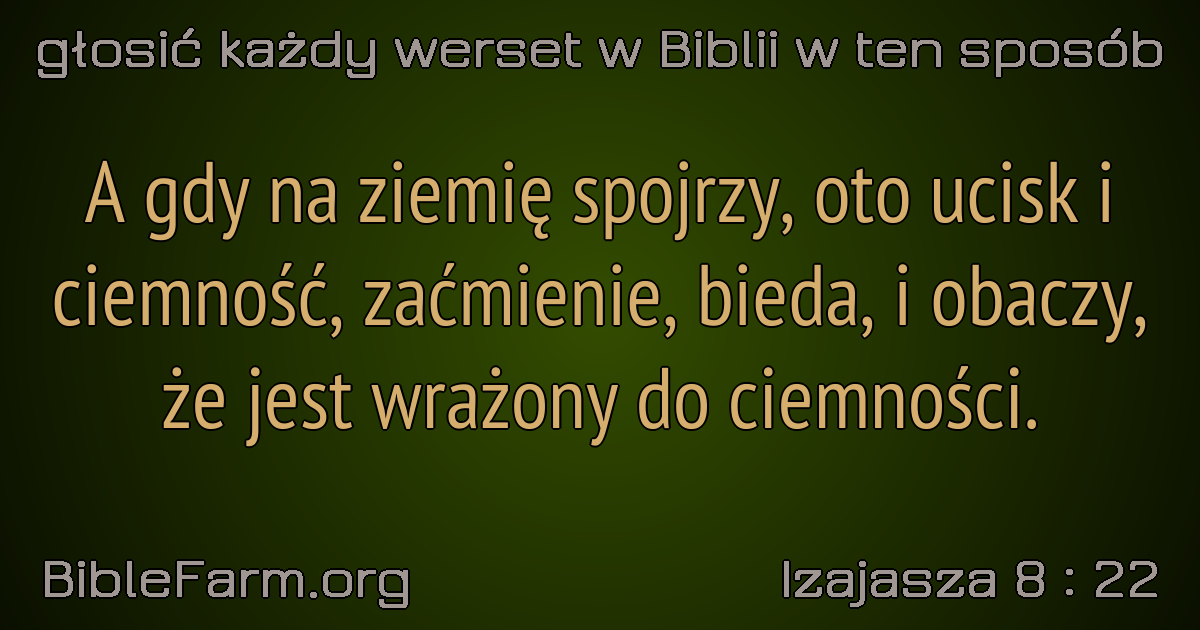 głosić każdy werset w Biblii w ten sposób
A gdy na ziemię spojrzy, oto ucisk i
ciemność, zaćmienie, bieda, i obaczy,
że jest wrażony do ciemności.
BibleFarm.org
Izajasza 8 : 22